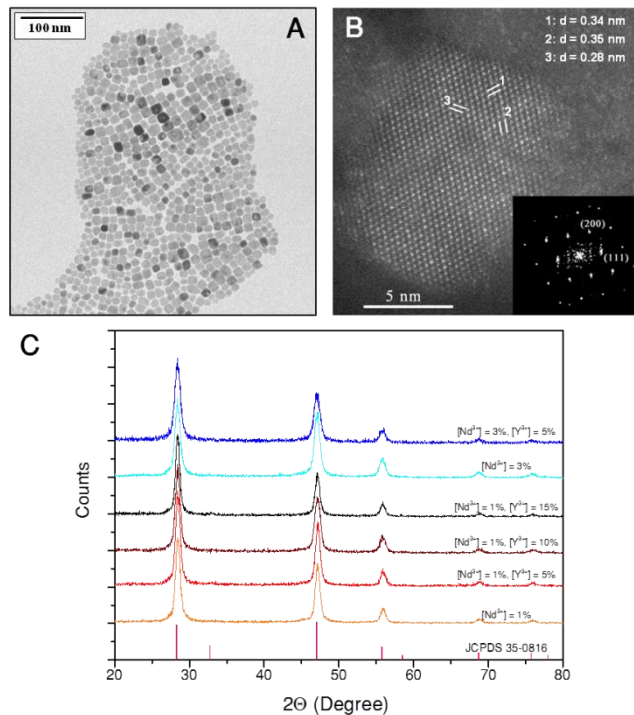 100 nm
A
B
1: d = 0.34 nm
2: d = 0.35 nm
3: d = 0.28 nm
1
3
2
(200)
(111)
5 nm
C
Counts
[Nd³⁺] = 3%, [Y³⁺] = 5%
[Nd³⁺] = 3%
[Nd³⁺] = 1%, [Y³⁺] = 15%
[Nd³⁺] = 1%, [Y³⁺] = 10%
[Nd³⁺] = 1%, [Y³⁺] = 5%
[Nd³⁺] = 1%
JCPDS 35-0816
20 30 40 50 60 70 80
2Θ (Degree)